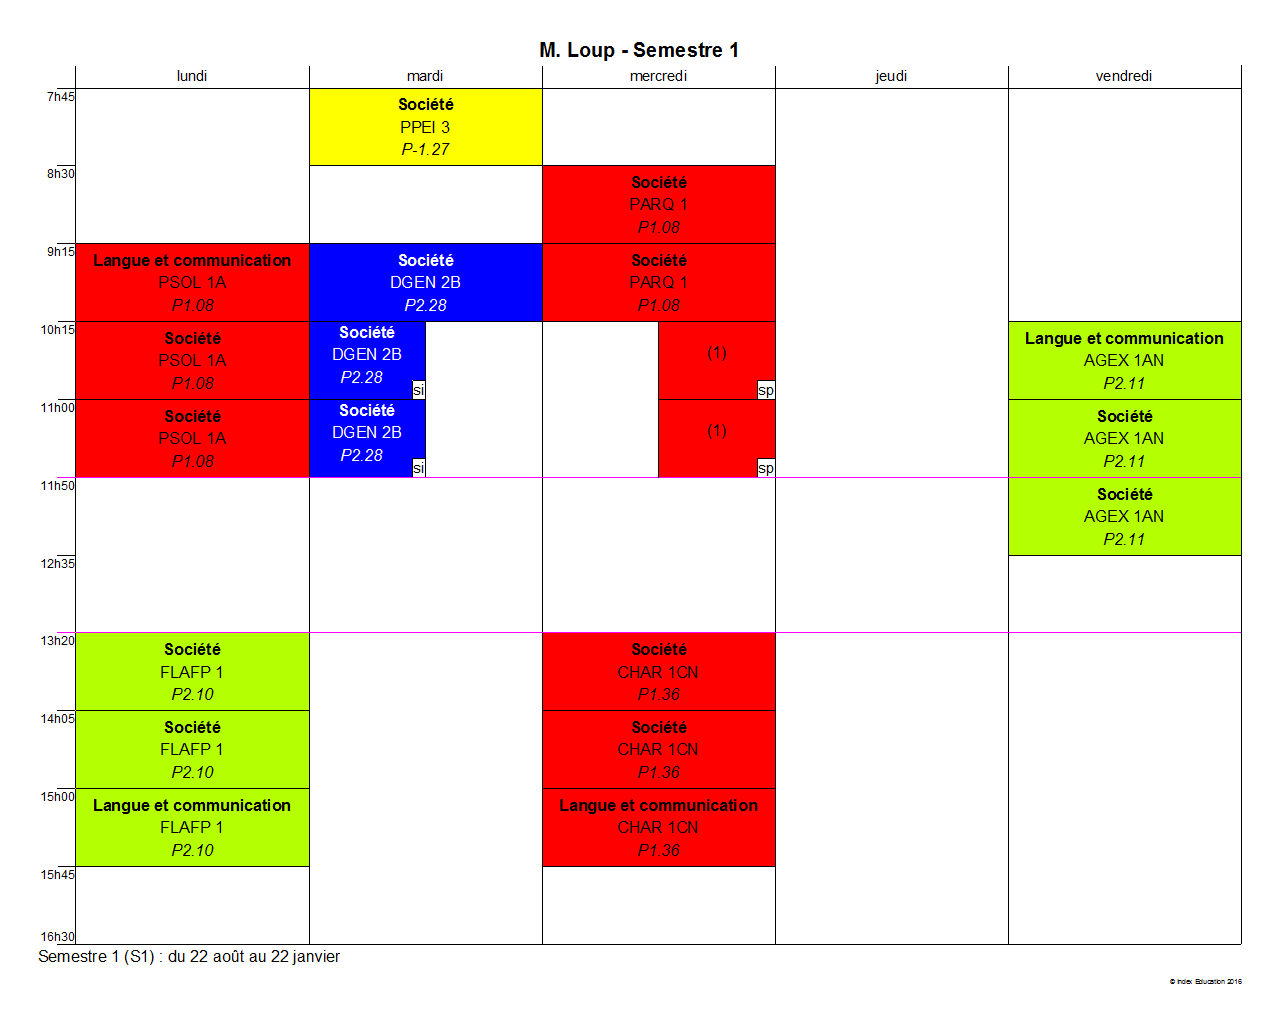 M. Loup - Semestre 1
lundi
mardi
mercredi
jeudi
vendredi
7h45
Société
PPEI 3
P-1.27
8h30
Société
PARQ 1
P1.08
9h15
Langue et communication
PSOL 1A
P1.08
Société
DGEN 2B
P2.28
Société
PARQ 1
P1.08
10h15
Société
PSOL 1A
P1.08
Société
DGEN 2B
P2.28
si
(1)
sp
Langue et communication
AGEX 1AN
P2.11
11h00
Société
PSOL 1A
P1.08
Société
DGEN 2B
P2.28
si
(1)
sp
Société
AGEX 1AN
P2.11
11h50
Société
AGEX 1AN
P2.11
12h35
13h20
Société
FLAFP 1
P2.10
Société
CHAR 1CN
P1.36
14h05
Société
FLAFP 1
P2.10
Société
CHAR 1CN
P1.36
15h00
Langue et communication
FLAFP 1
P2.10
Langue et communication
CHAR 1CN
P1.36
15h45
16h30
Semestre 1 (S1) : du 22 août au 22 janvier
© Index Education 2016